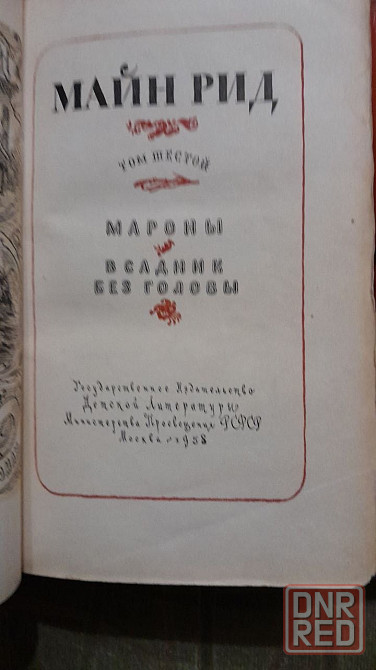 МАЙН РИД
ТОМ ШЕСТОЙ
МАРОНЫ
ВСАДНИК
БЕЗ ГОЛОВЫ
Государственное Издательство
Детской Литературы
Министерства Просвещения РСФСР
Москва 1958
DNR
RED